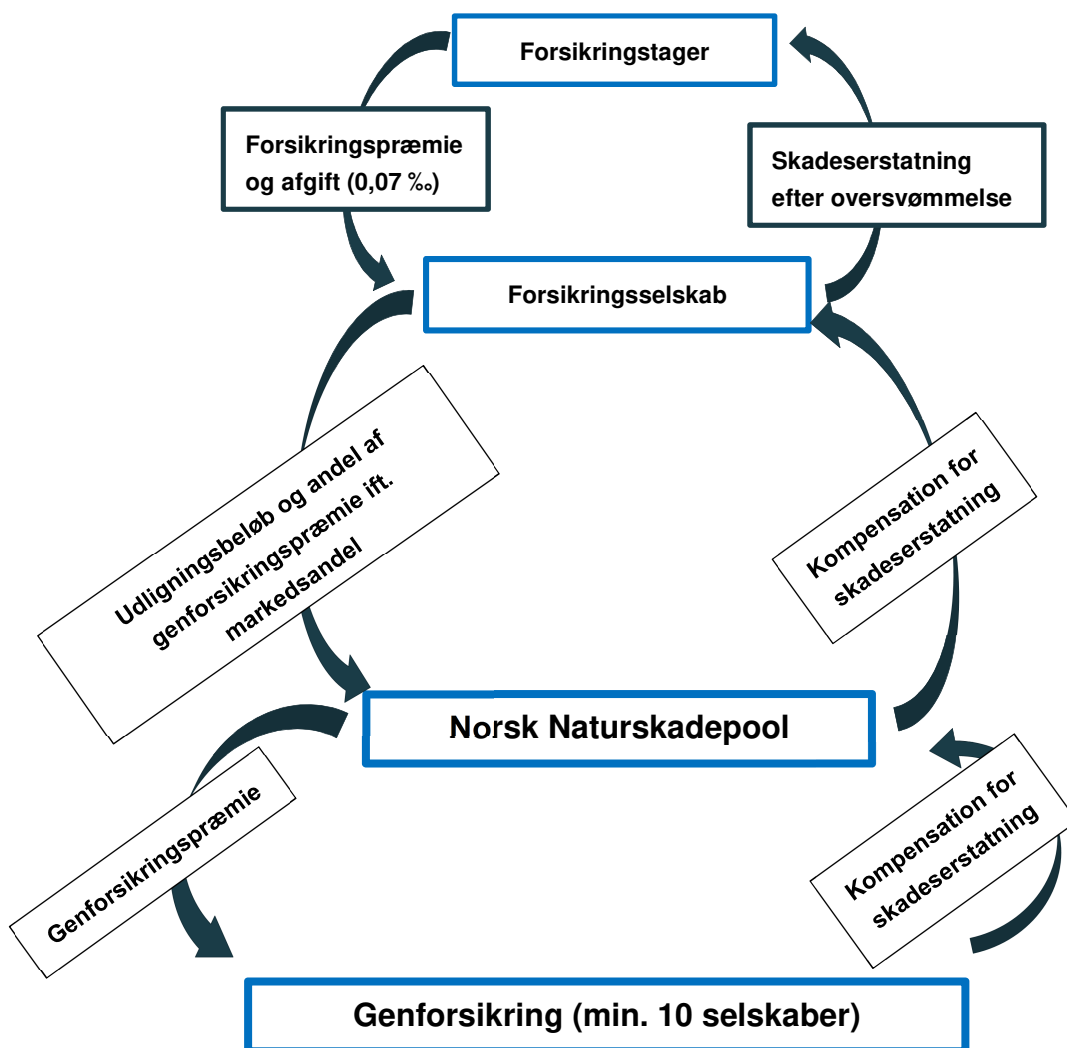 Forsikringstager
Forsikringspræmie
og afgift (0,07 ‰)
Skadeserstatning
efter oversvømmelse
Forsikringsselskab
Udligningsbeløb og andel af
genforsikringspræmie ift.
markedsandel
Kompensation for
skadeserstatning
Norsk Naturskadepool
Genforsikringspræmie
Kompensation for
skadeserstatning
Genforsikring (min. 10 selskaber)